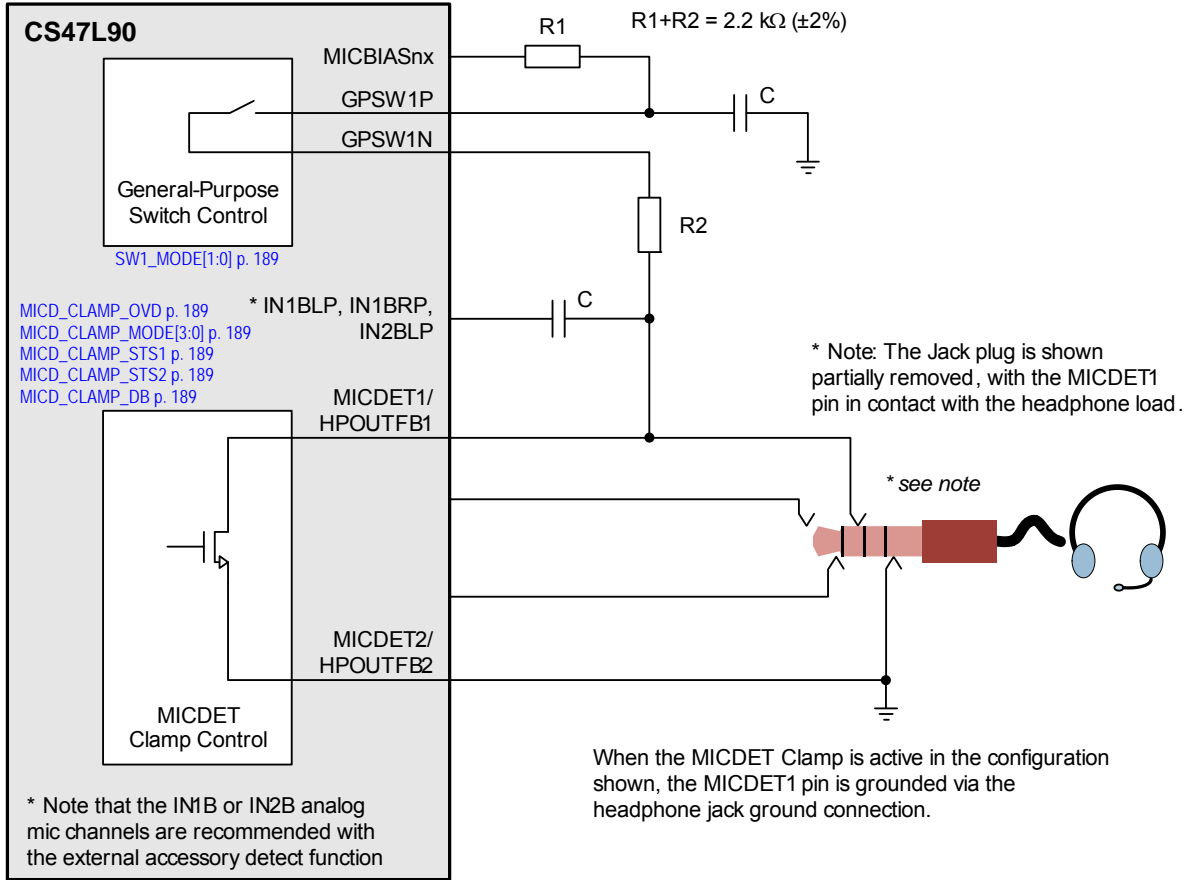 CS47L90
R1
R1+R2 = 2.2 kΩ (±2%)
MICBIASnx
GPSW1P
C
GPSW1N
General-Purpose
Switch Control
R2
SW1_MODE[1:0] p. 189
MICD_CLAMP_OVD p. 189
MICD_CLAMP_MODE[3:0] p. 189
MICD_CLAMP_STS1 p. 189
MICD_CLAMP_STS2 p. 189
MICD_CLAMP_DB p. 189
* IN1BLP, IN1BRP,
IN2BLP
C
* Note: The Jack plug is shown
partially removed, with the MICDET1
pin in contact with the headphone load.
MICDET1/
HPOUTFB1
* see note
MICDET2/
HPOUTFB2
MICDET
Clamp Control
When the MICDET Clamp is active in the configuration
shown, the MICDET1 pin is grounded via the
headphone jack ground connection.
* Note that the IN1B or IN2B analog
mic channels are recommended with
the external accessory detect function